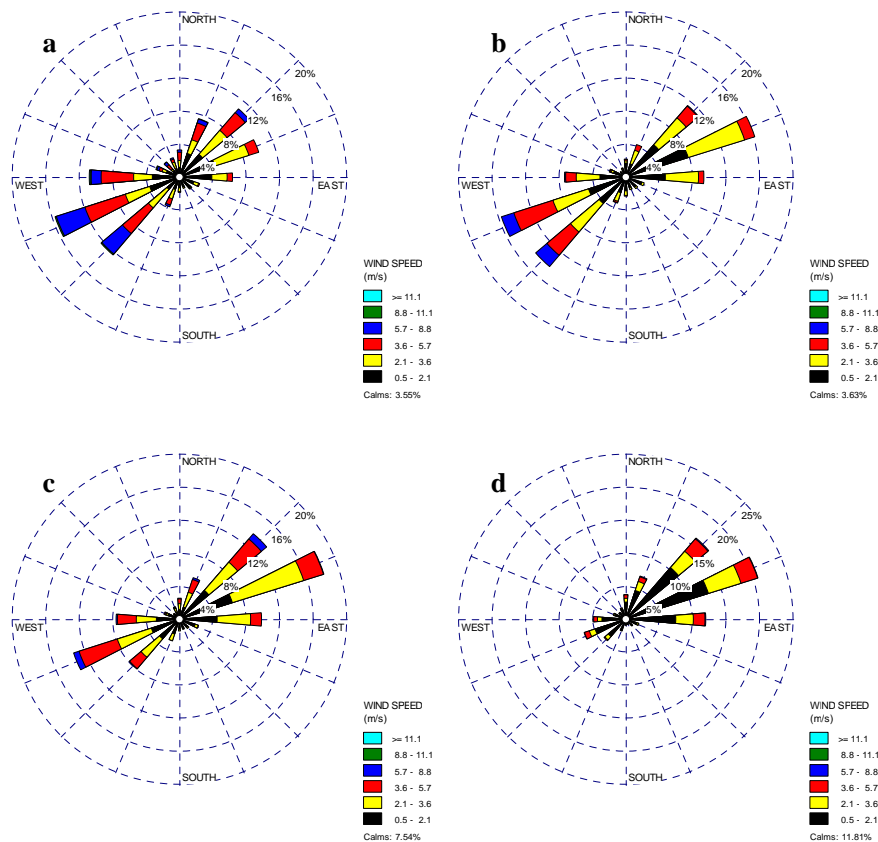 a
NORTH
20%
16%
12%
8%
4%
WEST
EAST
SOUTH
WIND SPEED
(m/s)
>= 11.1
8.8 - 11.1
5.7 - 8.8
3.6 - 5.7
2.1 - 3.6
0.5 - 2.1
Calms: 3.55%
b
NORTH
20%
16%
12%
8%
4%
WEST
EAST
SOUTH
WIND SPEED
(m/s)
>= 11.1
8.8 - 11.1
5.7 - 8.8
3.6 - 5.7
2.1 - 3.6
0.5 - 2.1
Calms: 3.63%
c
NORTH
20%
16%
12%
8%
4%
WEST
EAST
SOUTH
WIND SPEED
(m/s)
>= 11.1
8.8 - 11.1
5.7 - 8.8
3.6 - 5.7
2.1 - 3.6
0.5 - 2.1
Calms: 7.54%
d
NORTH
25%
20%
15%
10%
5%
WEST
EAST
SOUTH
WIND SPEED
(m/s)
>= 11.1
8.8 - 11.1
5.7 - 8.8
3.6 - 5.7
2.1 - 3.6
0.5 - 2.1
Calms: 11.81%